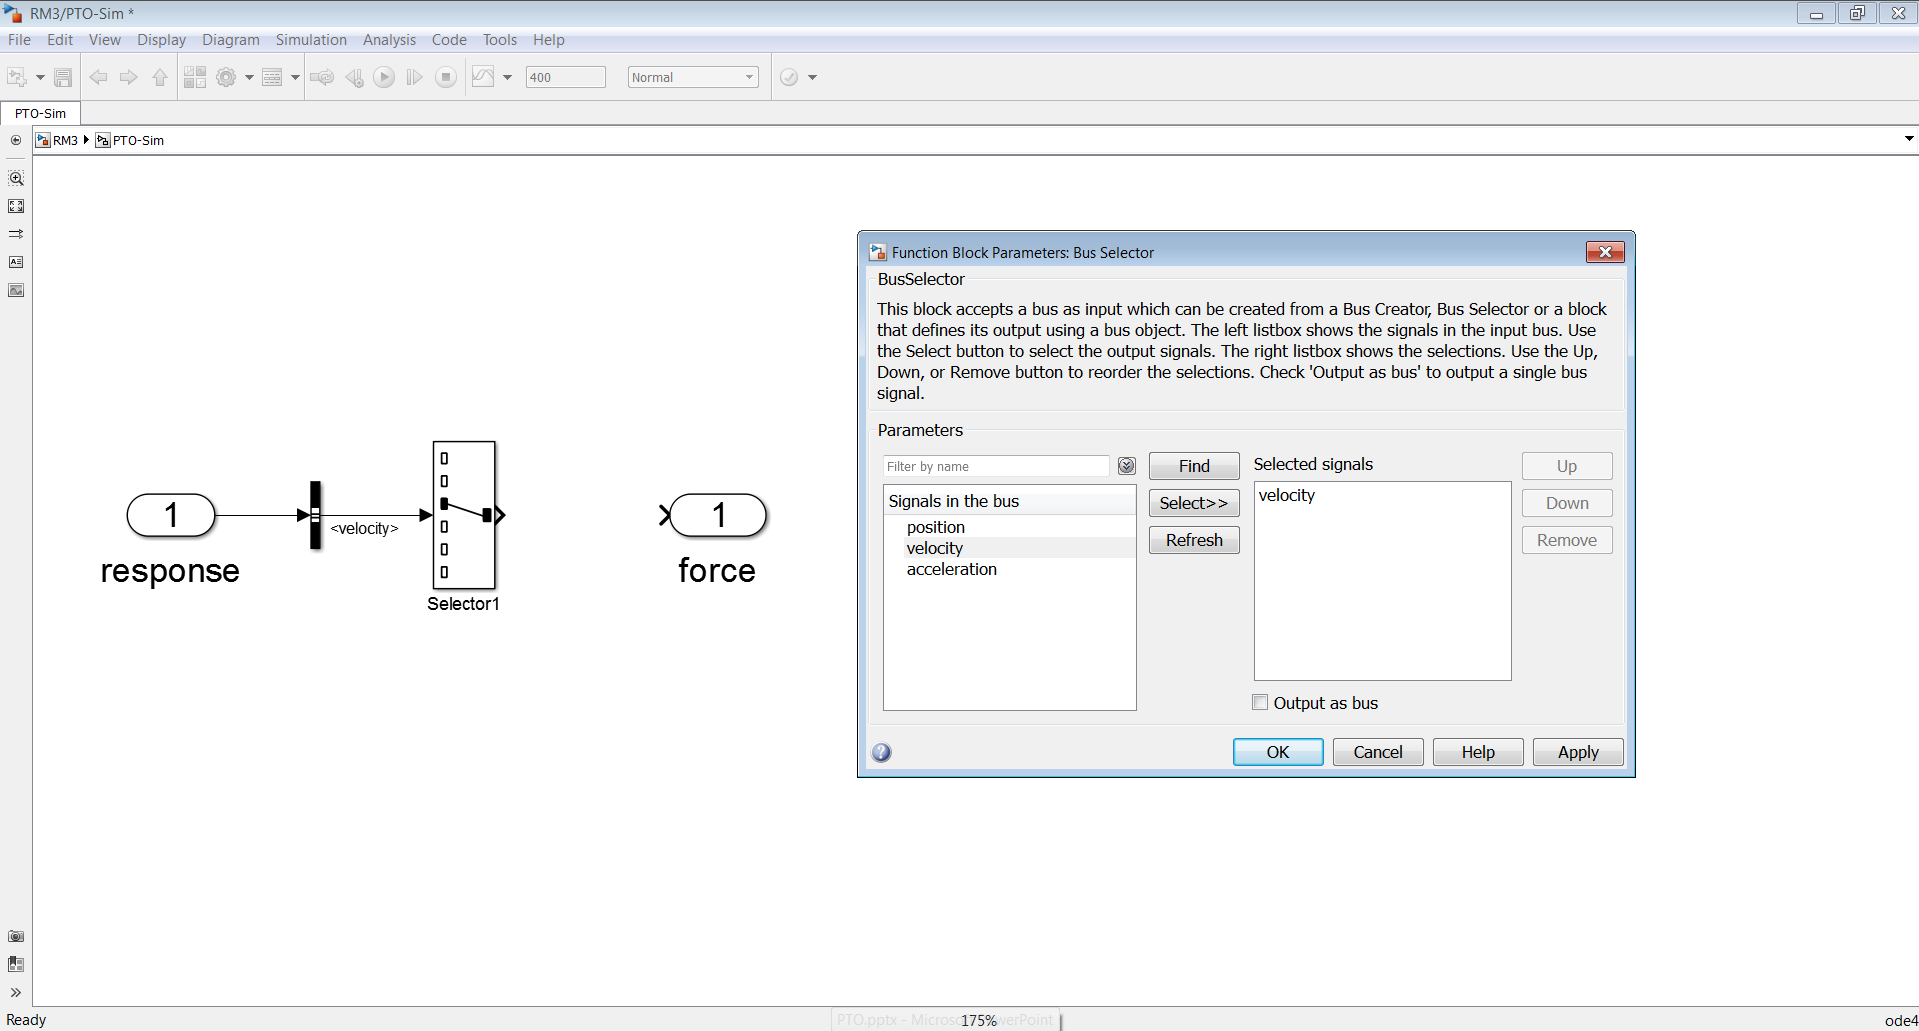 RM3/PTO-Sim *
File Edit View Display Diagram Simulation Analysis Code Tools Help
400 Normal
PTO-Sim
RM3 PTO-Sim
1
<velocity>
response
Selector1
1
force
Function Block Parameters: Bus Selector
BusSelector
This block accepts a bus as input which can be created from a Bus Creator, Bus Selector or a block
that defines its output using a bus object. The left listbox shows the signals in the input bus. Use
the Select button to select the output signals. The right listbox shows the selections. Use the Up,
Down, or Remove button to reorder the selections. Check 'Output as bus' to output a single bus
signal.
Parameters
Filter by name
Find
Selected signals
Up
Signals in the bus
Select>>
velocity
Down
position
Refresh
Remove
velocity
acceleration
Output as bus
OK Cancel Help Apply
Ready
PTO.pptx - Microsoft PowerPoint
175%
ode4